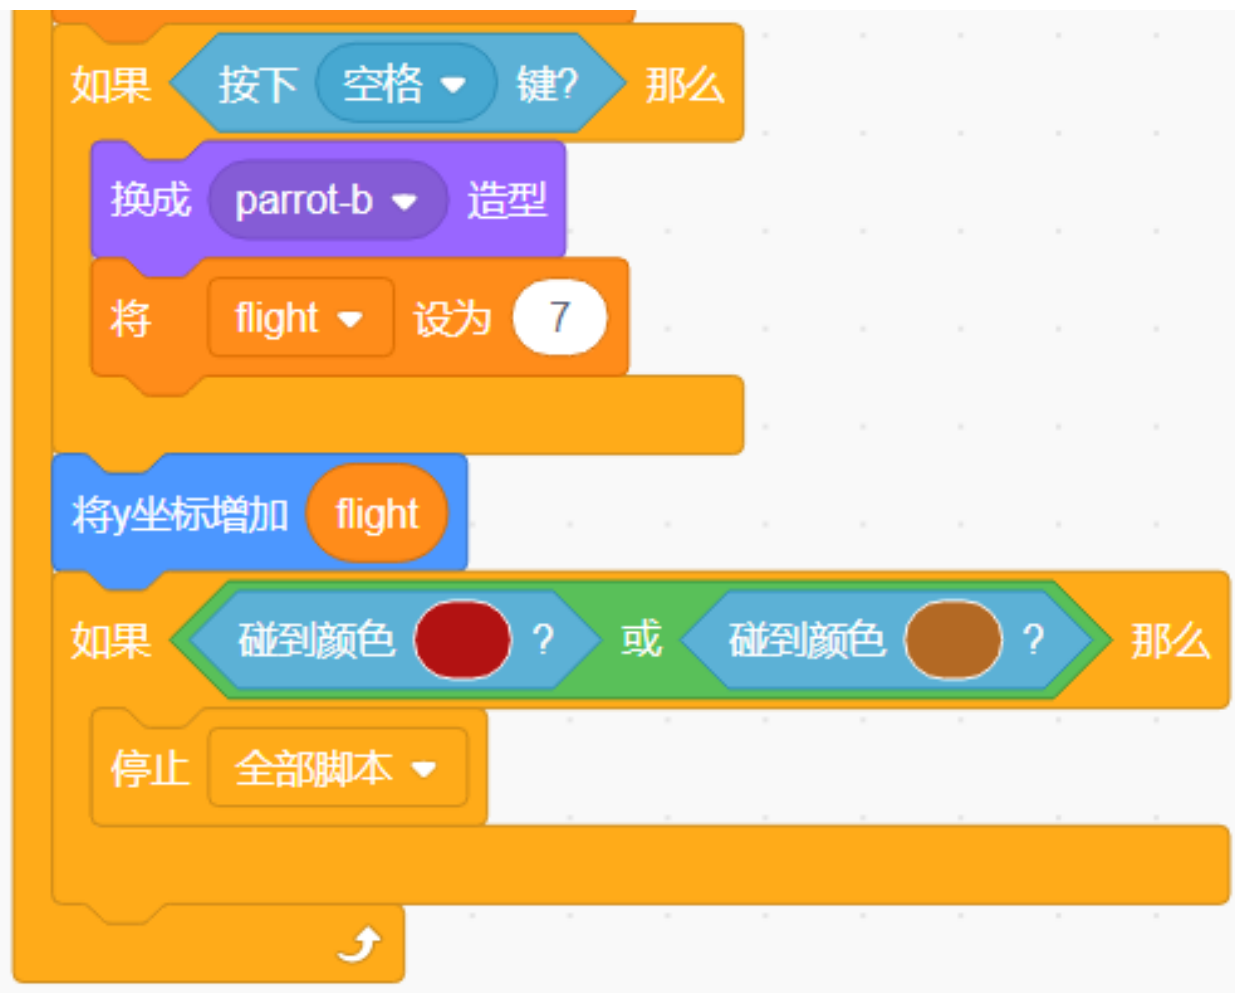 如果 按下 空格 键? 那么
换成 parrot-b 造型
将 flight 设为 7
将y坐标增加 flight
如果 碰到颜色 ? 或 碰到颜色 ? 那么
停止 全部脚本